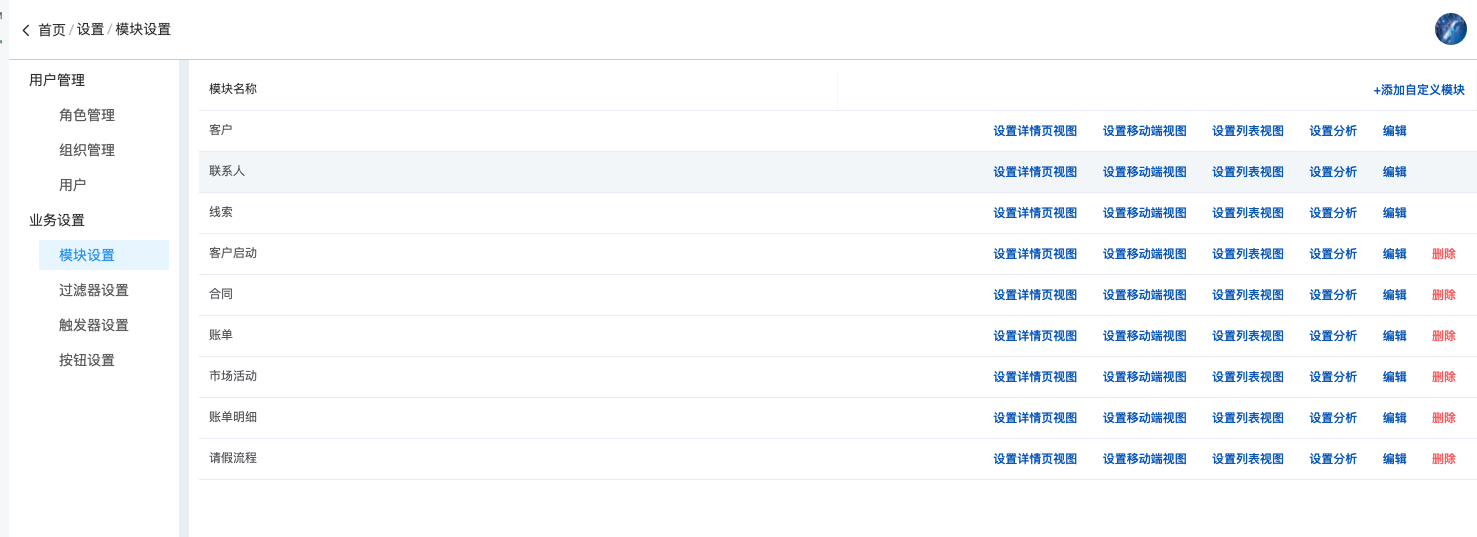 首页 / 设置 / 模块设置
用户管理
角色管理
组织管理
用户
业务设置
模块设置
过滤器设置
触发器设置
按钮设置
模块名称 +添加自定义模块
客户 设置详情页视图 设置移动端视图 设置列表视图 设置分析 编辑
联系人 设置详情页视图 设置移动端视图 设置列表视图 设置分析 编辑
线索 设置详情页视图 设置移动端视图 设置列表视图 设置分析 编辑
客户启动 设置详情页视图 设置移动端视图 设置列表视图 设置分析 编辑 删除
合同 设置详情页视图 设置移动端视图 设置列表视图 设置分析 编辑 删除
账单 设置详情页视图 设置移动端视图 设置列表视图 设置分析 编辑 删除
市场活动 设置详情页视图 设置移动端视图 设置列表视图 设置分析 编辑 删除
账单明细 设置详情页视图 设置移动端视图 设置列表视图 设置分析 编辑 删除
请假流程 设置详情页视图 设置移动端视图 设置列表视图 设置分析 编辑 删除